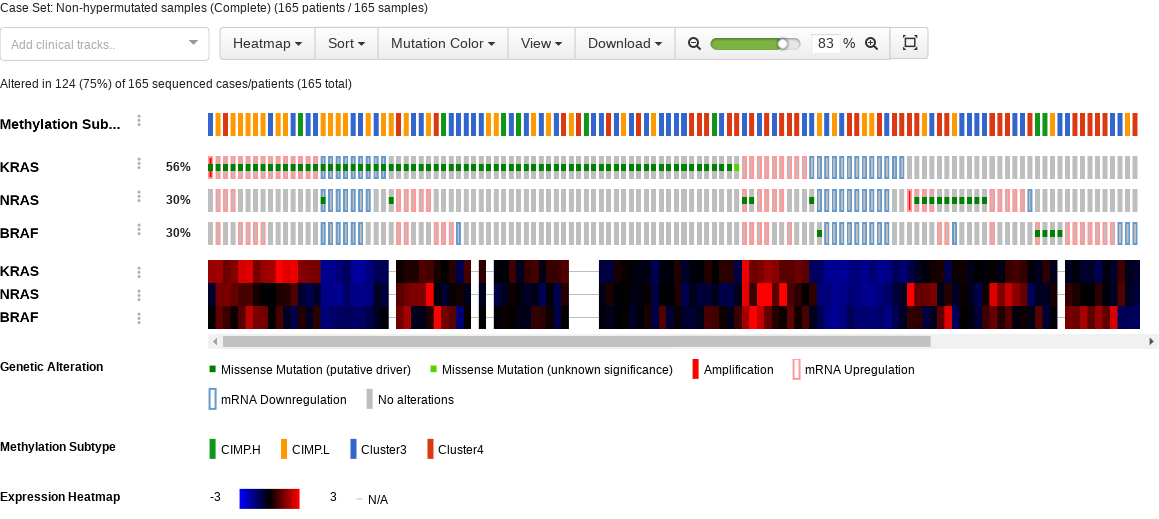 Case Set: Non-hypermutated samples (Complete) (165 patients / 165 samples)
Add clinical tracks.. Heatmap Sort Mutation Color View Download 83 %
Altered in 124 (75%) of 165 sequenced cases/patients (165 total)
Methylation Sub...
KRAS 56%
NRAS 30%
BRAF 30%
KRAS
NRAS
BRAF
Genetic Alteration Missense Mutation (putative driver) Missense Mutation (unknown significance) Amplification mRNA Upregulation
mRNA Downregulation No alterations
Methylation Subtype CIMP.H CIMP.L Cluster3 Cluster4
Expression Heatmap -3 3 N/A